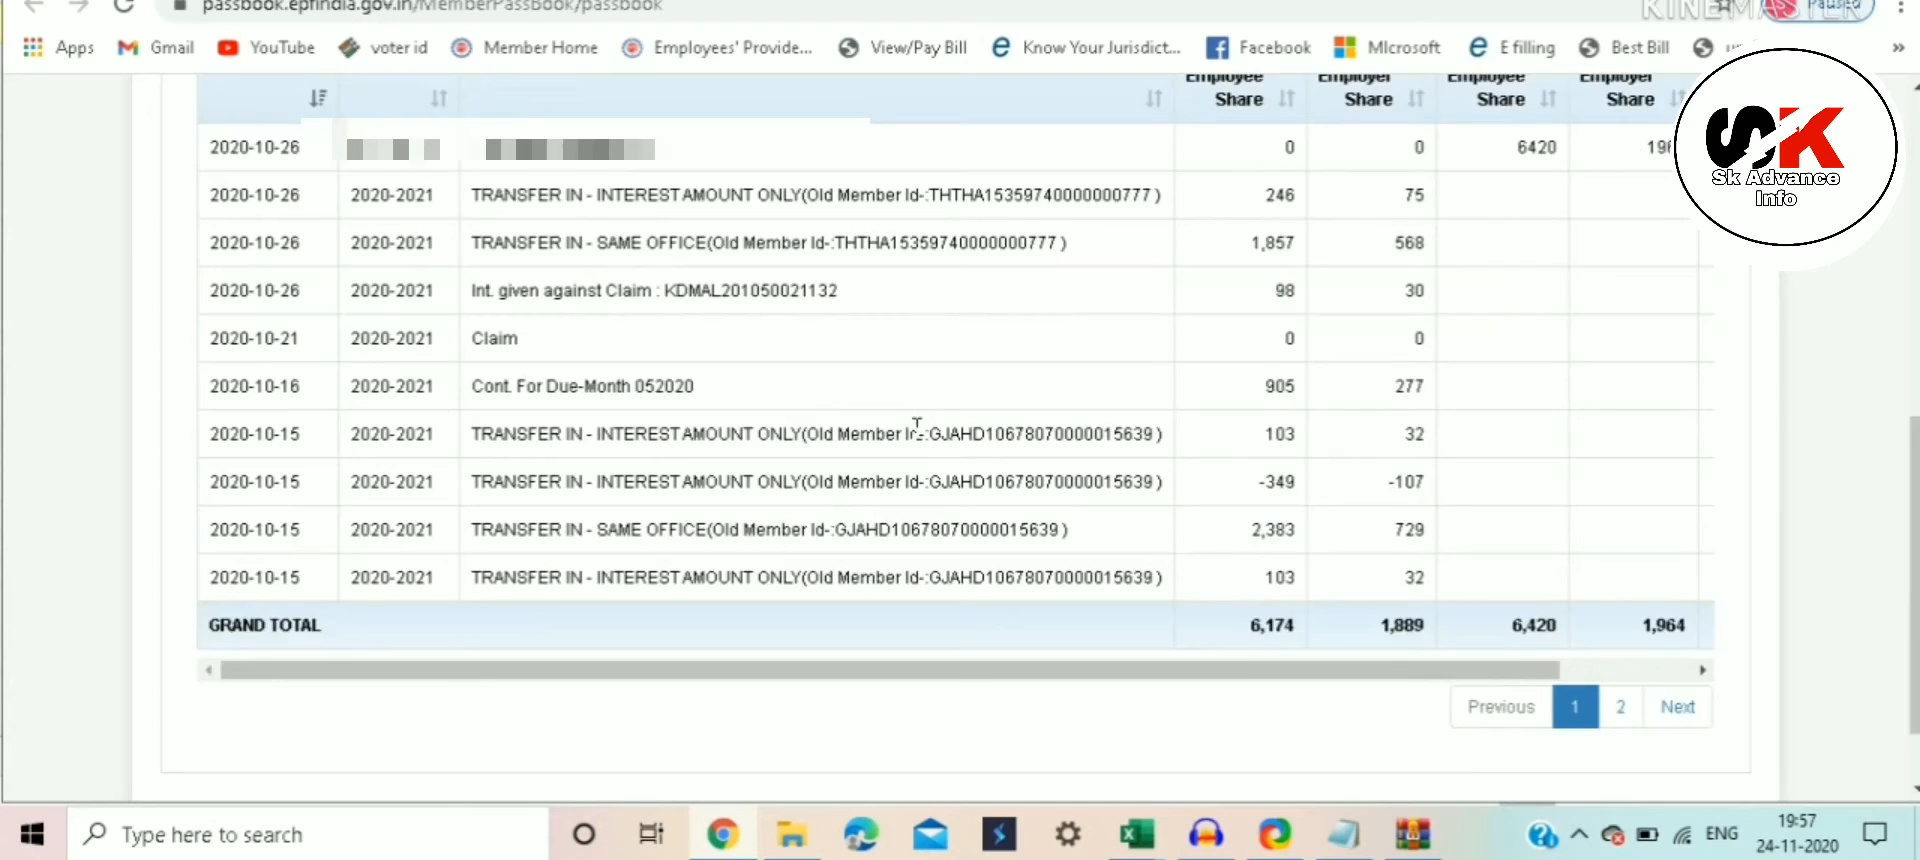 passbook.epfindia.gov.in/MemberPassBook/passbook
KINEMASTER
Paused
Apps Gmail YouTube voter id Member Home Employees' Provide... View/Pay Bill Know Your Jurisdict... Facebook MIcrosoft E filling Best Bill »
Employee Share Employer Share Employee Share Employer Share
2020-10-26 0 0 6420
2020-10-26 2020-2021 TRANSFER IN - INTEREST AMOUNT ONLY(Old Member Id-:THTHA15359740000000777 ) 246 75
2020-10-26 2020-2021 TRANSFER IN - SAME OFFICE(Old Member Id-:THTHA15359740000000777 ) 1,857 568
2020-10-26 2020-2021 Int. given against Claim : KDMAL201050021132 98 30
2020-10-21 2020-2021 Claim 0 0
2020-10-16 2020-2021 Cont. For Due-Month 052020 905 277
2020-10-15 2020-2021 TRANSFER IN - INTEREST AMOUNT ONLY(Old Member Id-:GJAHD10678070000015639 ) 103 32
2020-10-15 2020-2021 TRANSFER IN - INTEREST AMOUNT ONLY(Old Member Id-:GJAHD10678070000015639 ) -349 -107
2020-10-15 2020-2021 TRANSFER IN - SAME OFFICE(Old Member Id-:GJAHD10678070000015639 ) 2,383 729
2020-10-15 2020-2021 TRANSFER IN - INTEREST AMOUNT ONLY(Old Member Id-:GJAHD10678070000015639 ) 103 32
GRAND TOTAL 6,174 1,889 6,420 1,964
Previous 1 2 Next
SK
Sk Advance
Info
Type here to search
ENG
19:57
24-11-2020